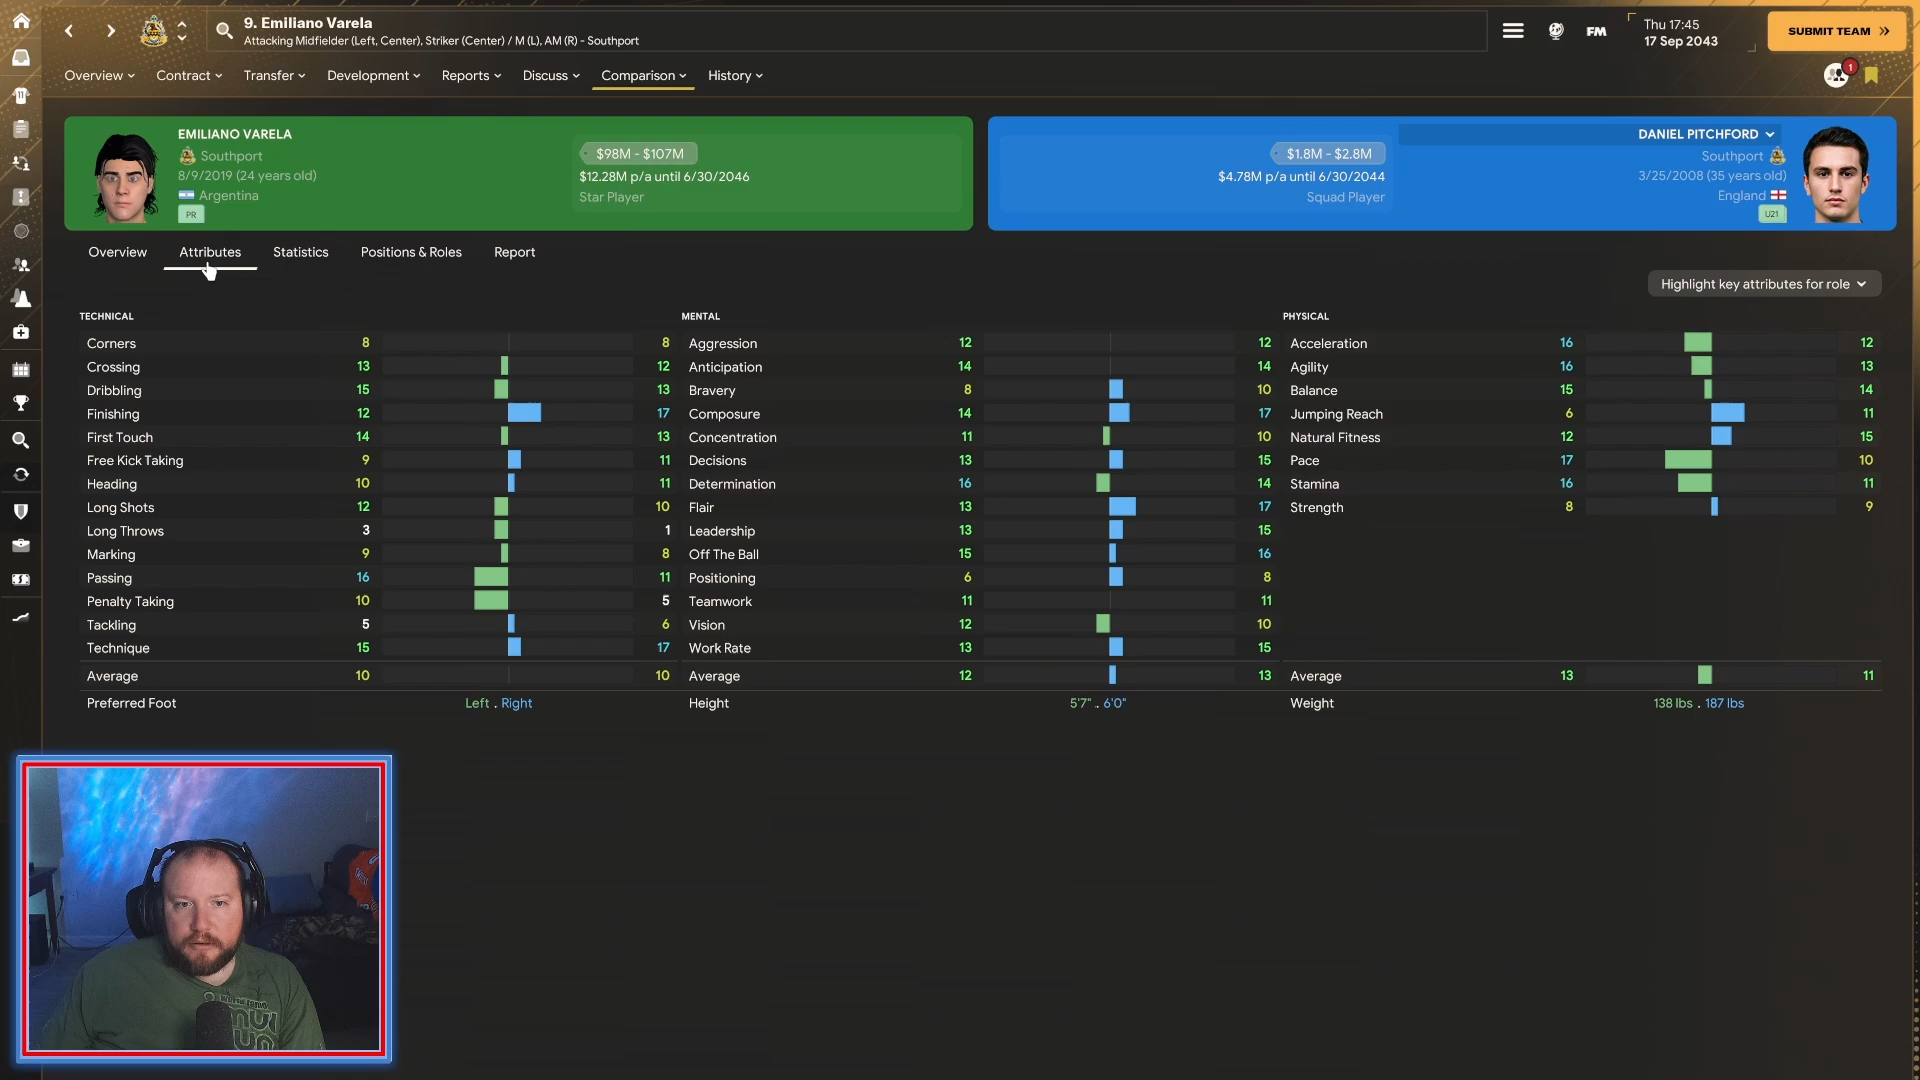 9. Emiliano Varela
Attacking Midfielder (Left, Center), Striker (Center) / M (L), AM (R) - Southport
FM
Thu 17:45
17 Sep 2043
SUBMIT TEAM
Overview Contract Transfer Development Reports Discuss Comparison History
1
EMILIANO VARELA
Southport
8/9/2019 (24 years old)
Argentina
PR
$98M - $107M
$12.28M p/a until 6/30/2046
Star Player
DANIEL PITCHFORD
Southport
3/25/2008 (35 years old)
England
U21
$1.8M - $2.8M
$4.78M p/a until 6/30/2044
Squad Player
Overview Attributes Statistics Positions & Roles Report
Highlight key attributes for role
TECHNICAL MENTAL PHYSICAL
Corners 8 8 Aggression 12 12 Acceleration 16 12
Crossing 13 12 Anticipation 14 14 Agility 16 13
Dribbling 15 13 Bravery 8 10 Balance 15 14
Finishing 12 17 Composure 14 17 Jumping Reach 6 11
First Touch 14 13 Concentration 11 10 Natural Fitness 12 15
Free Kick Taking 9 11 Decisions 13 15 Pace 17 10
Heading 10 11 Determination 16 14 Stamina 16 11
Long Shots 12 10 Flair 13 17 Strength 8 9
Long Throws 3 1 Leadership 13 15
Marking 9 8 Off The Ball 15 16
Passing 16 11 Positioning 6 8
Penalty Taking 10 5 Teamwork 11 11
Tackling 5 6 Vision 12 10
Technique 15 17 Work Rate 13 15
Average 10 10 Average 12 13 Average 13 11
Preferred Foot Left . Right Height 5'7" . 6'0" Weight 138 lbs . 187 lbs